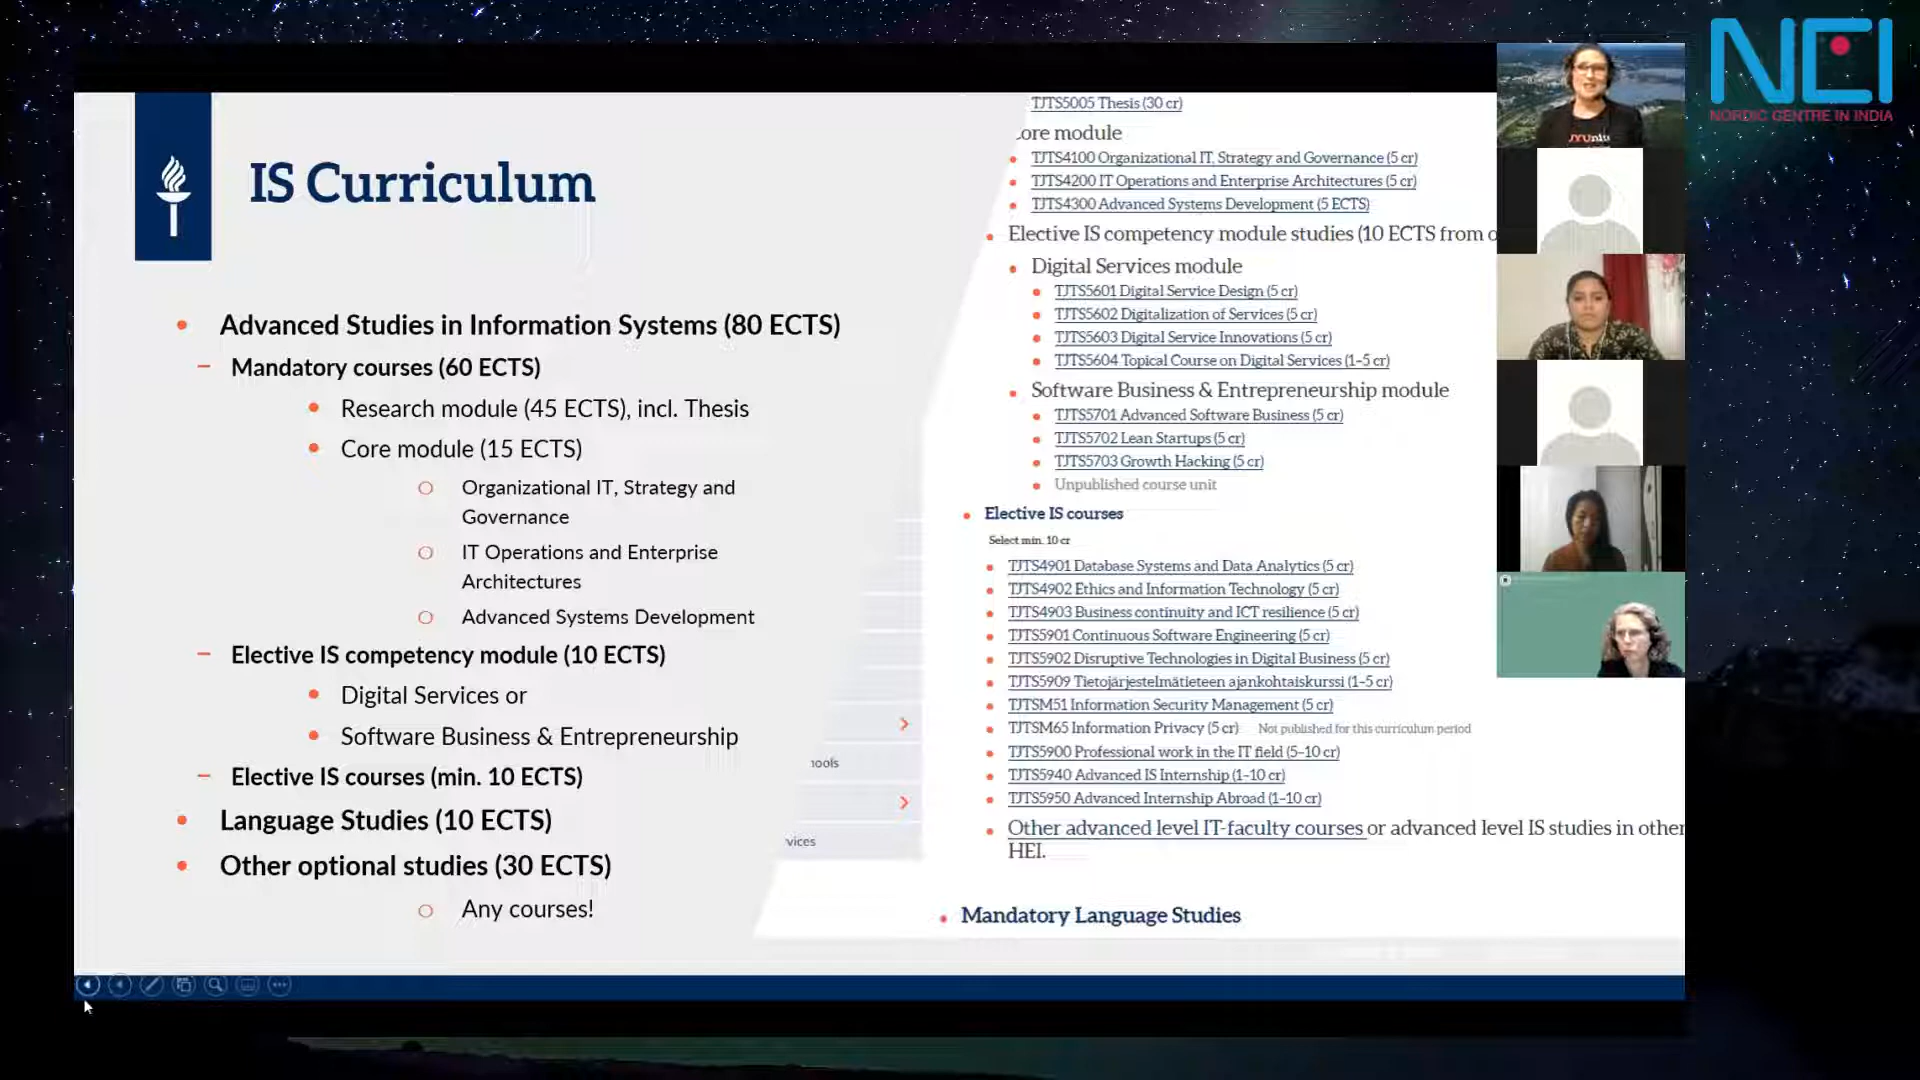 NCI
NORDIC CENTRE IN INDIA
IS Curriculum
Advanced Studies in Information Systems (80 ECTS)
Mandatory courses (60 ECTS)
Research module (45 ECTS), incl. Thesis
Core module (15 ECTS)
Organizational IT, Strategy and
Governance
IT Operations and Enterprise
Architectures
Advanced Systems Development
Elective IS competency module (10 ECTS)
Digital Services or
Software Business & Entrepreneurship
Elective IS courses (min. 10 ECTS)
Language Studies (10 ECTS)
Other optional studies (30 ECTS)
Any courses!
TJTS5005 Thesis (30 cr)
ore module
TJTS4100 Organizational IT, Strategy and Governance (5 cr)
TJTS4200 IT Operations and Enterprise Architectures (5 cr)
TJTS4300 Advanced Systems Development (5 ECTS)
Elective IS competency module studies (10 ECTS from o
Digital Services module
TJTS5601 Digital Service Design (5 cr)
TJTS5602 Digitalization of Services (5 cr)
TJTS5603 Digital Service Innovations (5 cr)
TJTS5604 Topical Course on Digital Services (1–5 cr)
Software Business & Entrepreneurship module
TJTS5701 Advanced Software Business (5 cr)
TJTS5702 Lean Startups (5 cr)
TJTS5703 Growth Hacking (5 cr)
Unpublished course unit
Elective IS courses
Select min. 10 cr
TJTS4901 Database Systems and Data Analytics (5 cr)
TJTS4902 Ethics and Information Technology (5 cr)
TJTS4903 Business continuity and ICT resilience (5 cr)
TJTS5901 Continuous Software Engineering (5 cr)
TJTS5902 Disruptive Technologies in Digital Business (5 cr)
TJTS5909 Tietojärjestelmätieteen ajankohtaiskurssi (1–5 cr)
TJTSM51 Information Security Management (5 cr)
TJTSM65 Information Privacy (5 cr) Not published for this curriculum period
TJTS5900 Professional work in the IT field (5–10 cr)
TJTS5940 Advanced IS Internship (1–10 cr)
TJTS5950 Advanced Internship Abroad (1–10 cr)
Other advanced level IT-faculty courses or advanced level IS studies in other
HEI.
Mandatory Language Studies
hools
vices